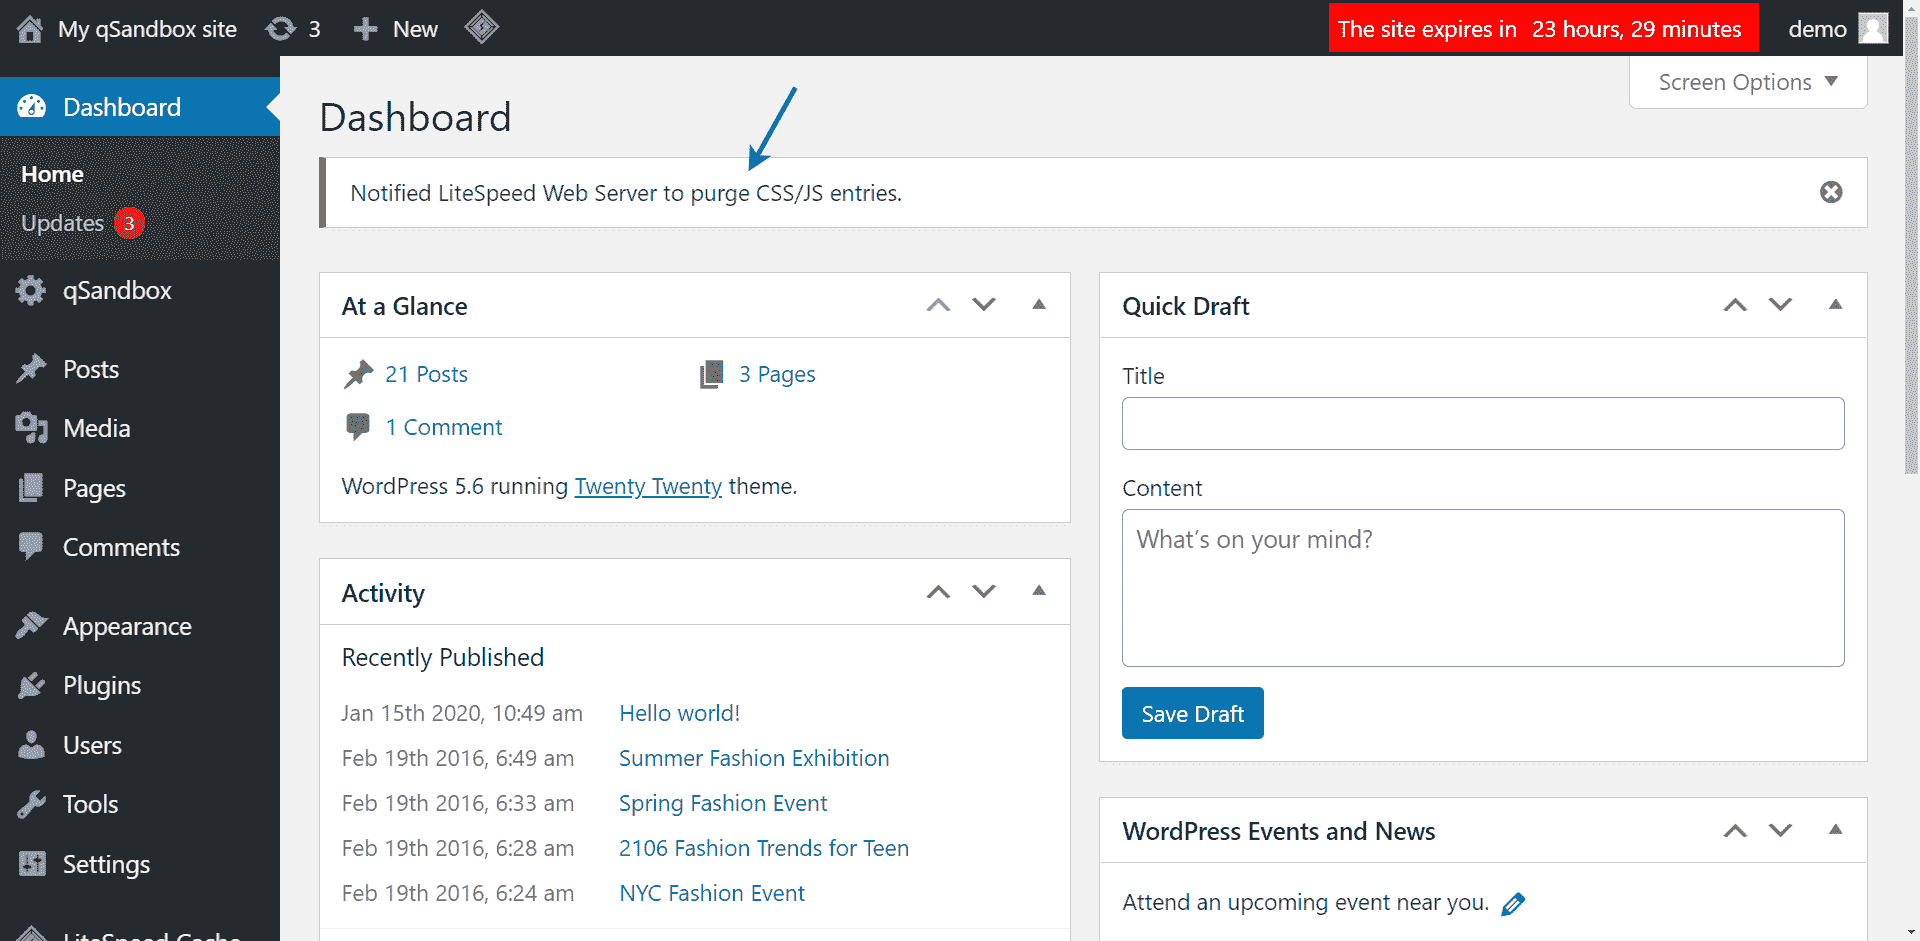 My qSandbox site 3 New The site expires in 23 hours, 29 minutes demo
Screen Options
Dashboard
Home
Updates 3
qSandbox
Posts
Media
Pages
Comments
Appearance
Plugins
Users
Tools
Settings
LiteSpeed Cache
Dashboard
Notified LiteSpeed Web Server to purge CSS/JS entries.
At a Glance
21 Posts
3 Pages
1 Comment
WordPress 5.6 running Twenty Twenty theme.
Activity
Recently Published
Jan 15th 2020, 10:49 am Hello world!
Feb 19th 2016, 6:49 am Summer Fashion Exhibition
Feb 19th 2016, 6:33 am Spring Fashion Event
Feb 19th 2016, 6:28 am 2106 Fashion Trends for Teen
Feb 19th 2016, 6:24 am NYC Fashion Event
Quick Draft
Title
Content
What's on your mind?
Save Draft
WordPress Events and News
Attend an upcoming event near you.